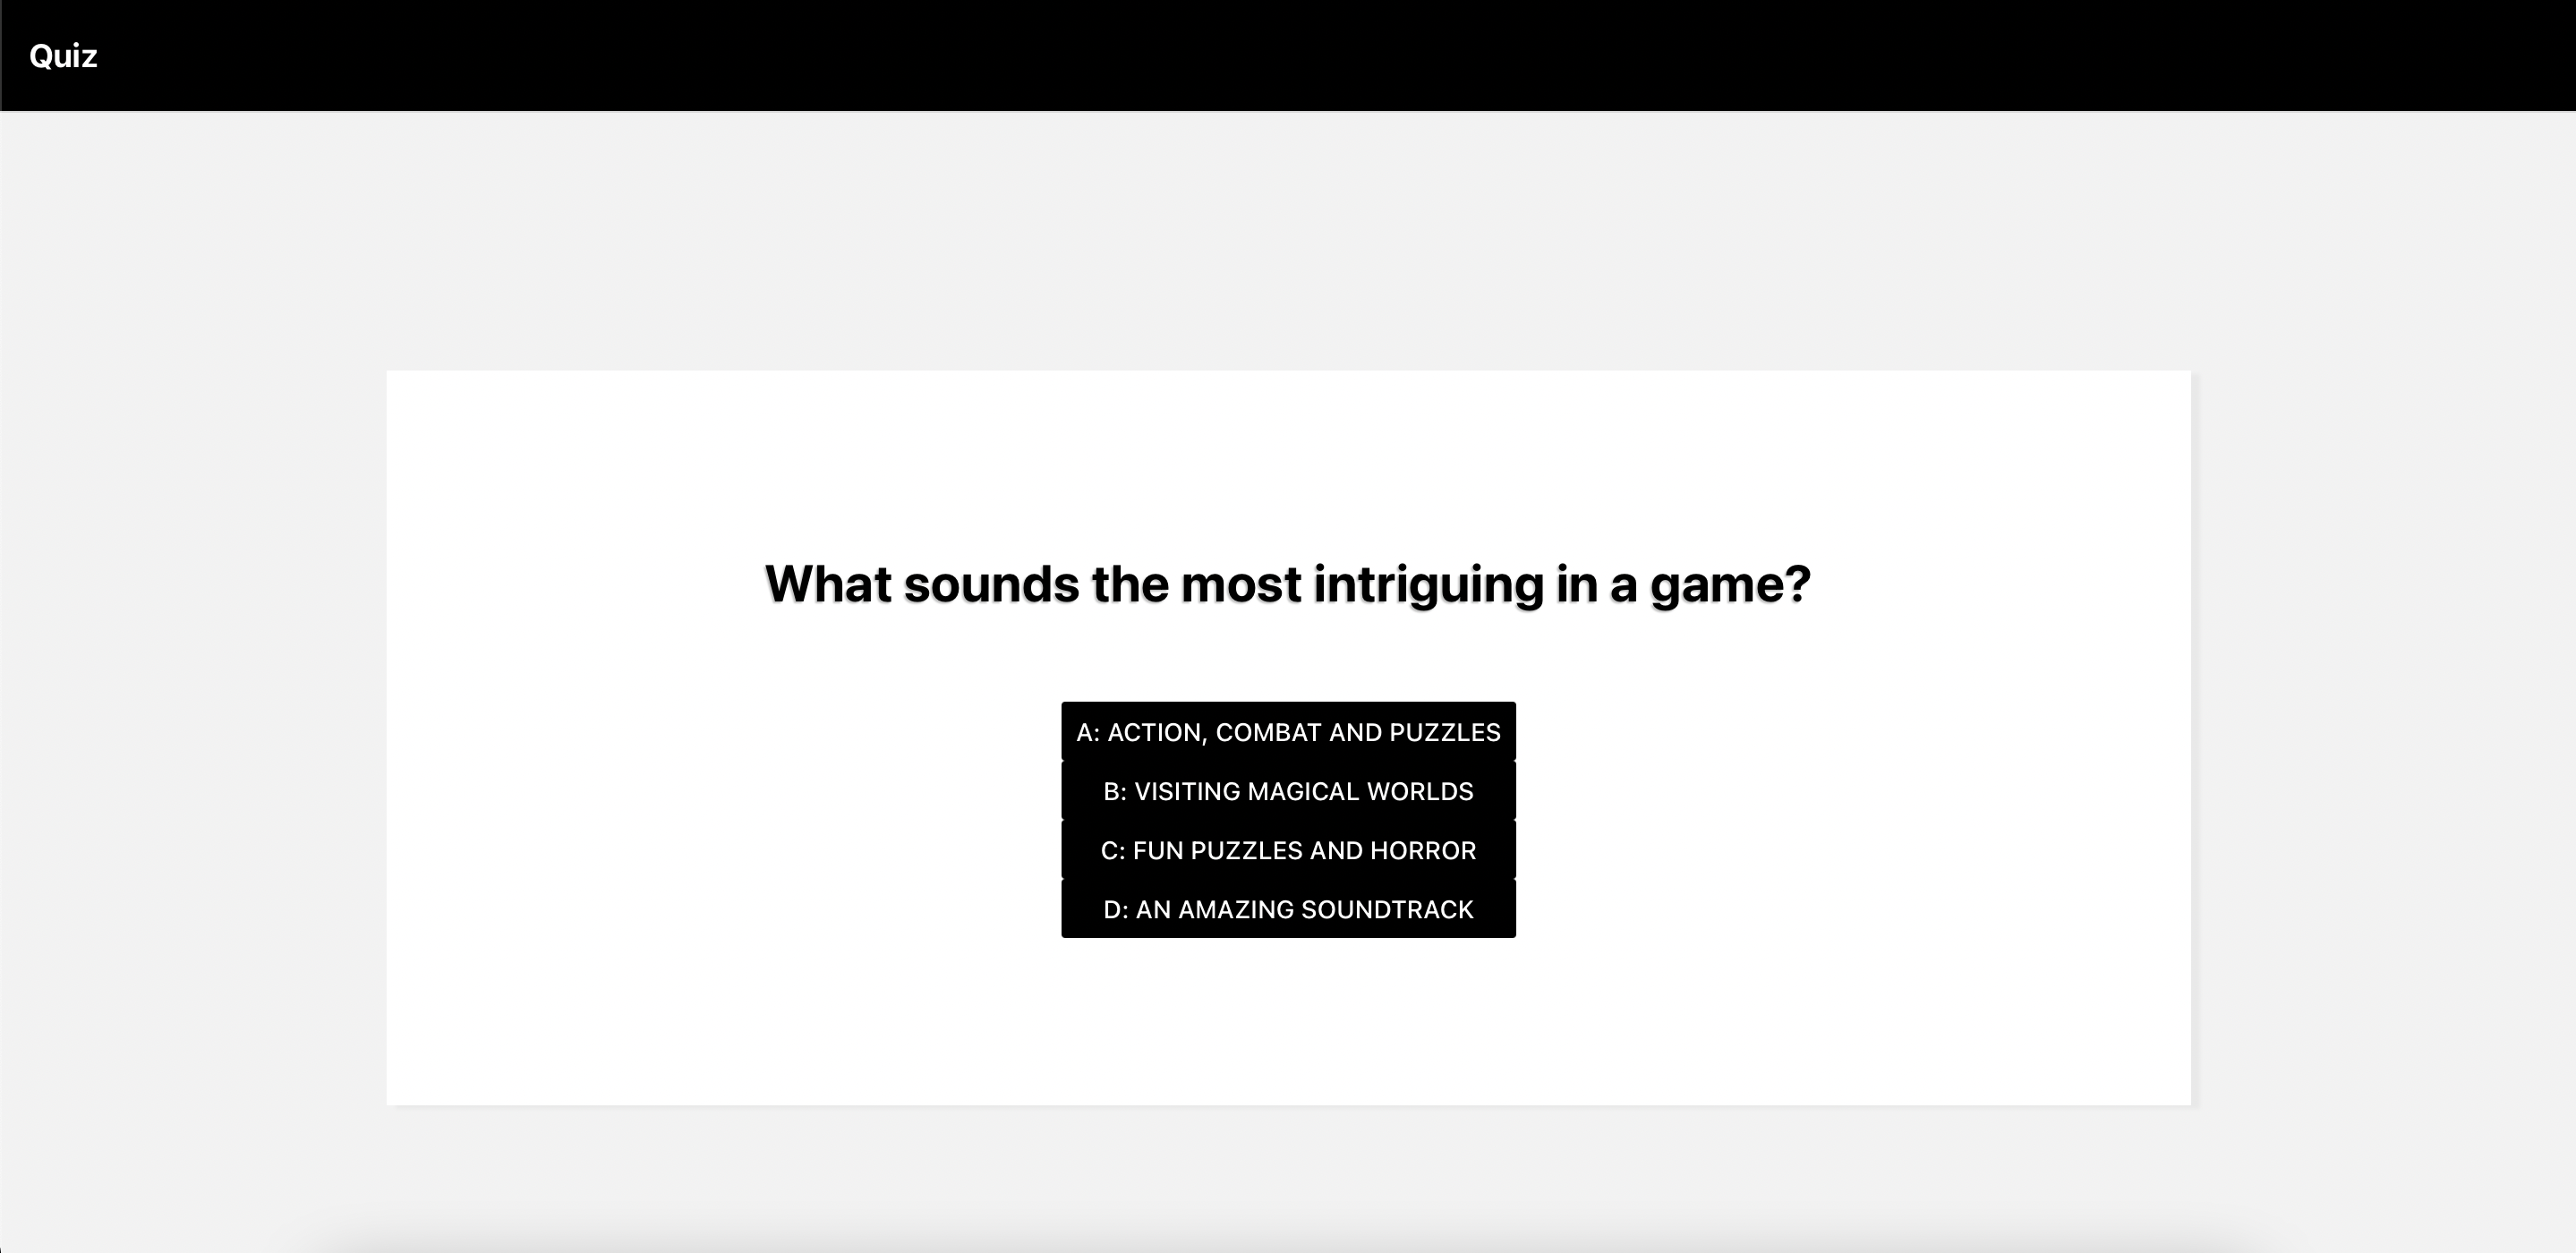 Quiz
What sounds the most intriguing in a game?
A: ACTION, COMBAT AND PUZZLES
B: VISITING MAGICAL WORLDS
C: FUN PUZZLES AND HORROR
D: AN AMAZING SOUNDTRACK